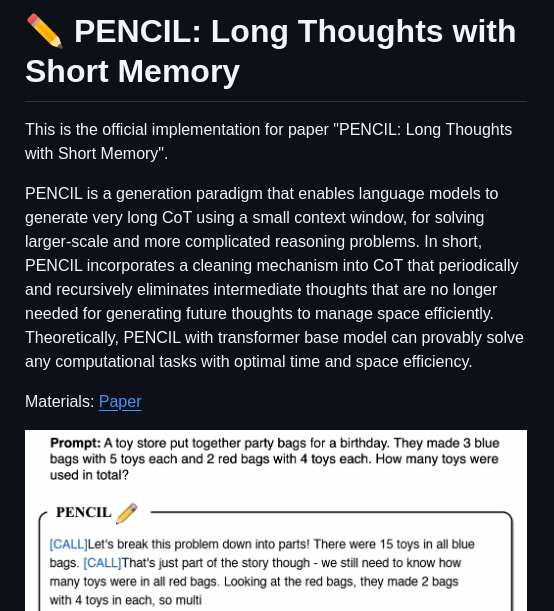 PENCIL: Long Thoughts with
Short Memory
This is the official implementation for paper "PENCIL: Long Thoughts
with Short Memory".
PENCIL is a generation paradigm that enables language models to
generate very long CoT using a small context window, for solving
larger-scale and more complicated reasoning problems. In short,
PENCIL incorporates a cleaning mechanism into CoT that periodically
and recursively eliminates intermediate thoughts that are no longer
needed for generating future thoughts to manage space efficiently.
Theoretically, PENCIL with transformer base model can provably solve
any computational tasks with optimal time and space efficiency.
Materials: Paper
Prompt: A toy store put together party bags for a birthday. They made 3 blue
bags with 5 toys each and 2 red bags with 4 toys each. How many toys were
used in total?
PENCIL
[CALL]Let's break this problem down into parts! There were 15 toys in all blue
bags. [CALL]That's just part of the story though - we still need to know how
many toys were in all red bags. Looking at the red bags, they made 2 bags
with 4 toys in each, so multi